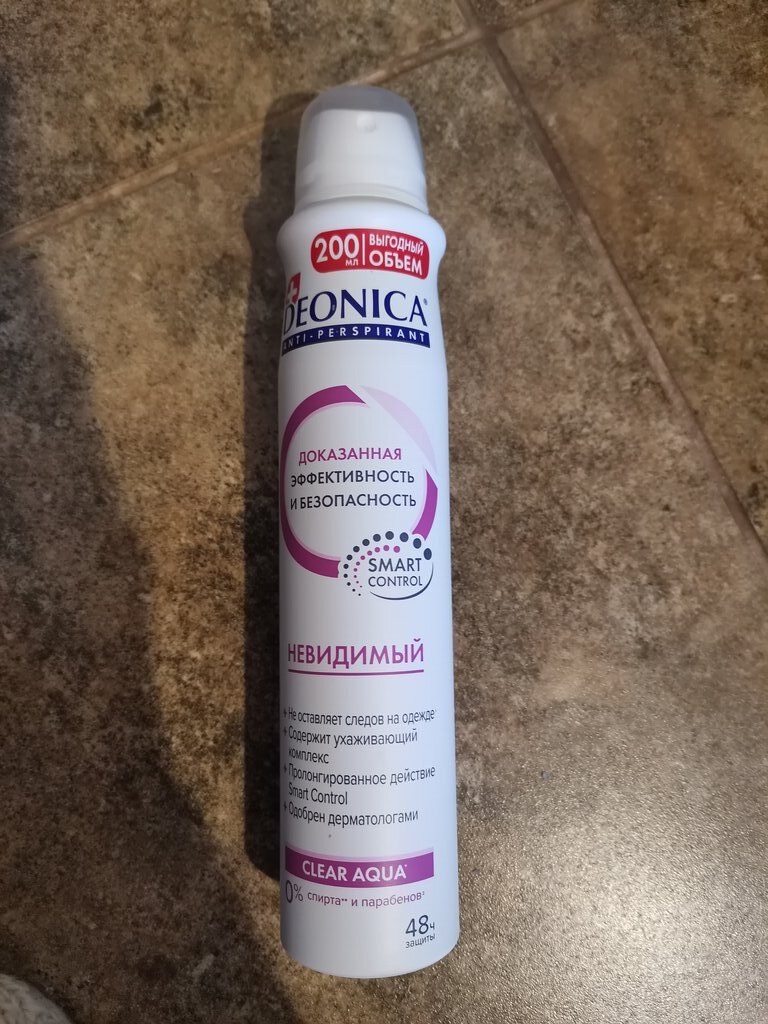 200 МЛ ВЫГОДНЫЙ ОБЪЕМ
DEONICA®
ANTI-PERSPIRANT
ДОКАЗАННАЯ
ЭФФЕКТИВНОСТЬ
И БЕЗОПАСНОСТЬ
SMART
CONTROL
НЕВИДИМЫЙ
+ Не оставляет следов на одежде
+ Содержит ухаживающий
комплекс
+ Пролонгированное действие
Smart Control
+ Одобрен дерматологами
CLEAR AQUA*
0% спирта** и парабенов³
48ч
защиты